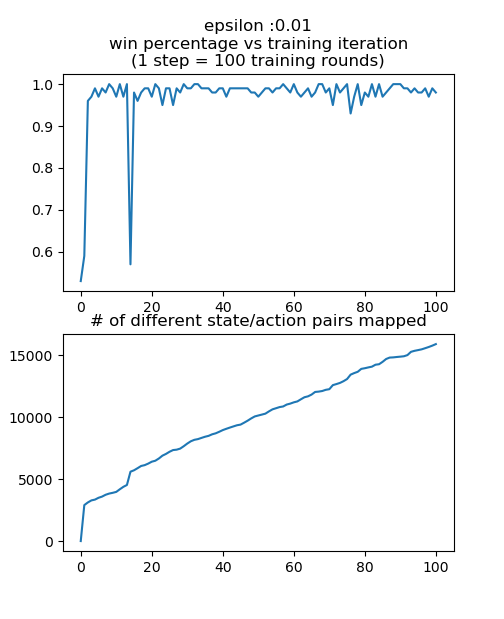 epsilon :0.01
win percentage vs training iteration
(1 step = 100 training rounds)
1.0
0.9
0.8
0.7
0.6
0 20 40 60 80 100
# of different state/action pairs mapped
15000
10000
5000
0
0 20 40 60 80 100